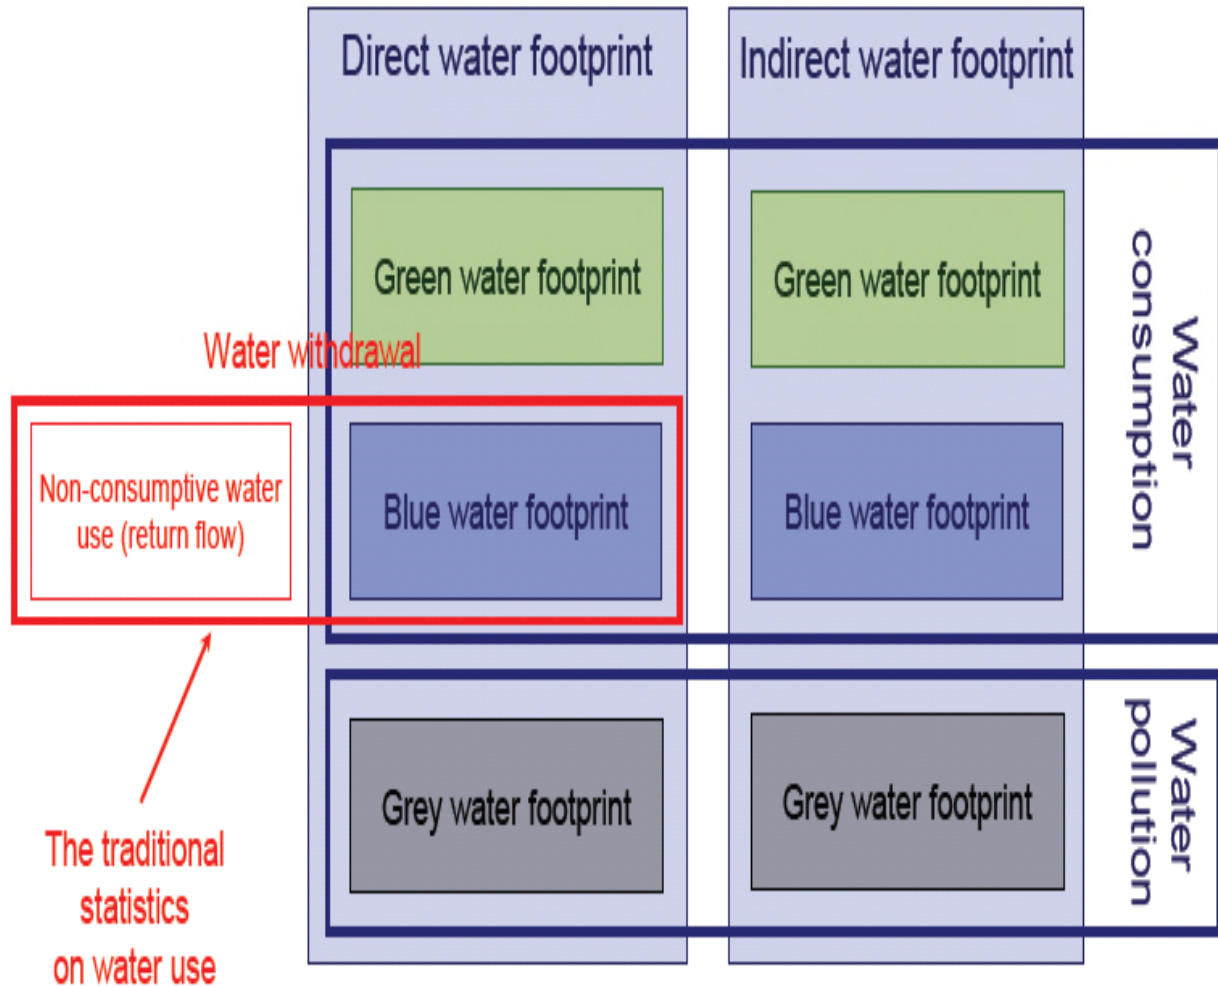 Direct water footprint
Indirect water footprint
Green water footprint
Green water footprint
Water
consumption
Water withdrawal
Non-consumptive water
use (return flow)
Blue water footprint
Blue water footprint
Grey water footprint
Grey water footprint
Water
pollution
The traditional
statistics
on water use